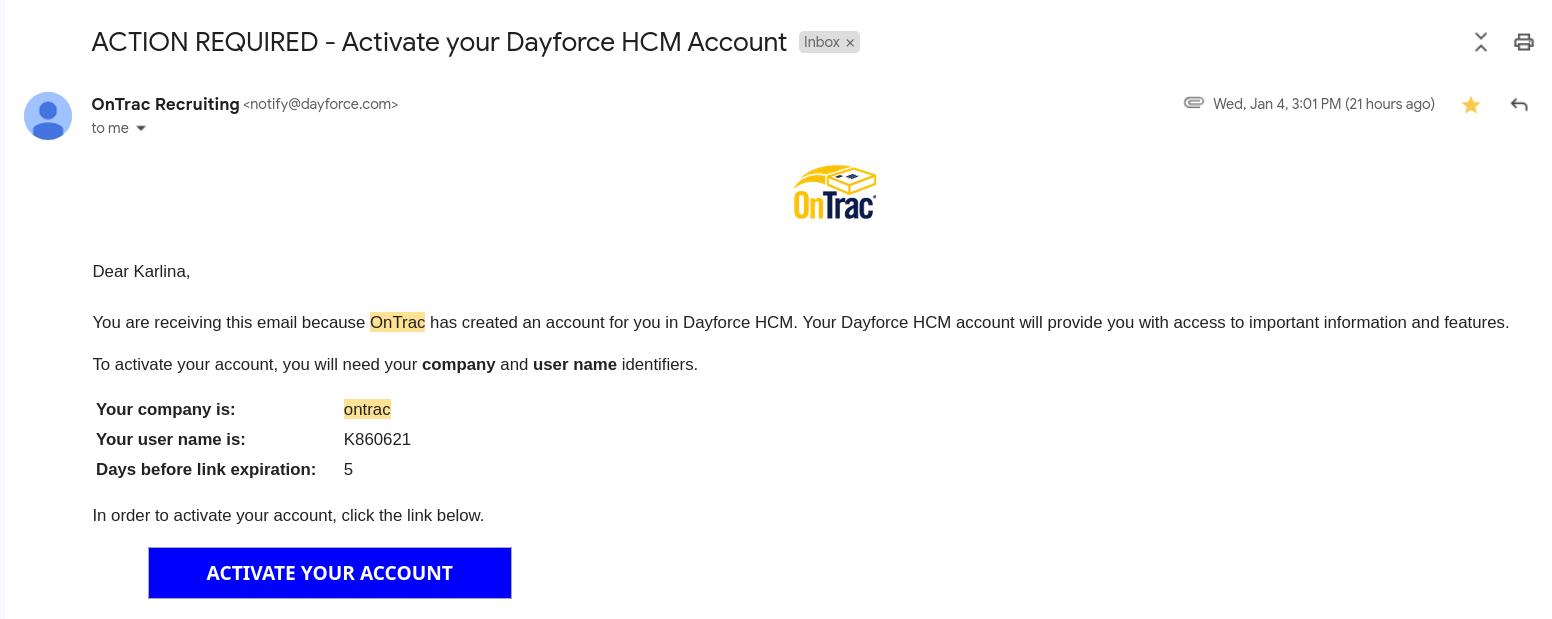 ACTION REQUIRED - Activate your Dayforce HCM Account Inbox ×
OnTrac Recruiting <notify@dayforce.com> Wed, Jan 4, 3:01 PM (21 hours ago)
to me
OnTrac
Dear Karlina,
You are receiving this email because OnTrac has created an account for you in Dayforce HCM. Your Dayforce HCM account will provide you with access to important information and features.
To activate your account, you will need your company and user name identifiers.
Your company is: ontrac
Your user name is: K860621
Days before link expiration: 5
In order to activate your account, click the link below.
ACTIVATE YOUR ACCOUNT